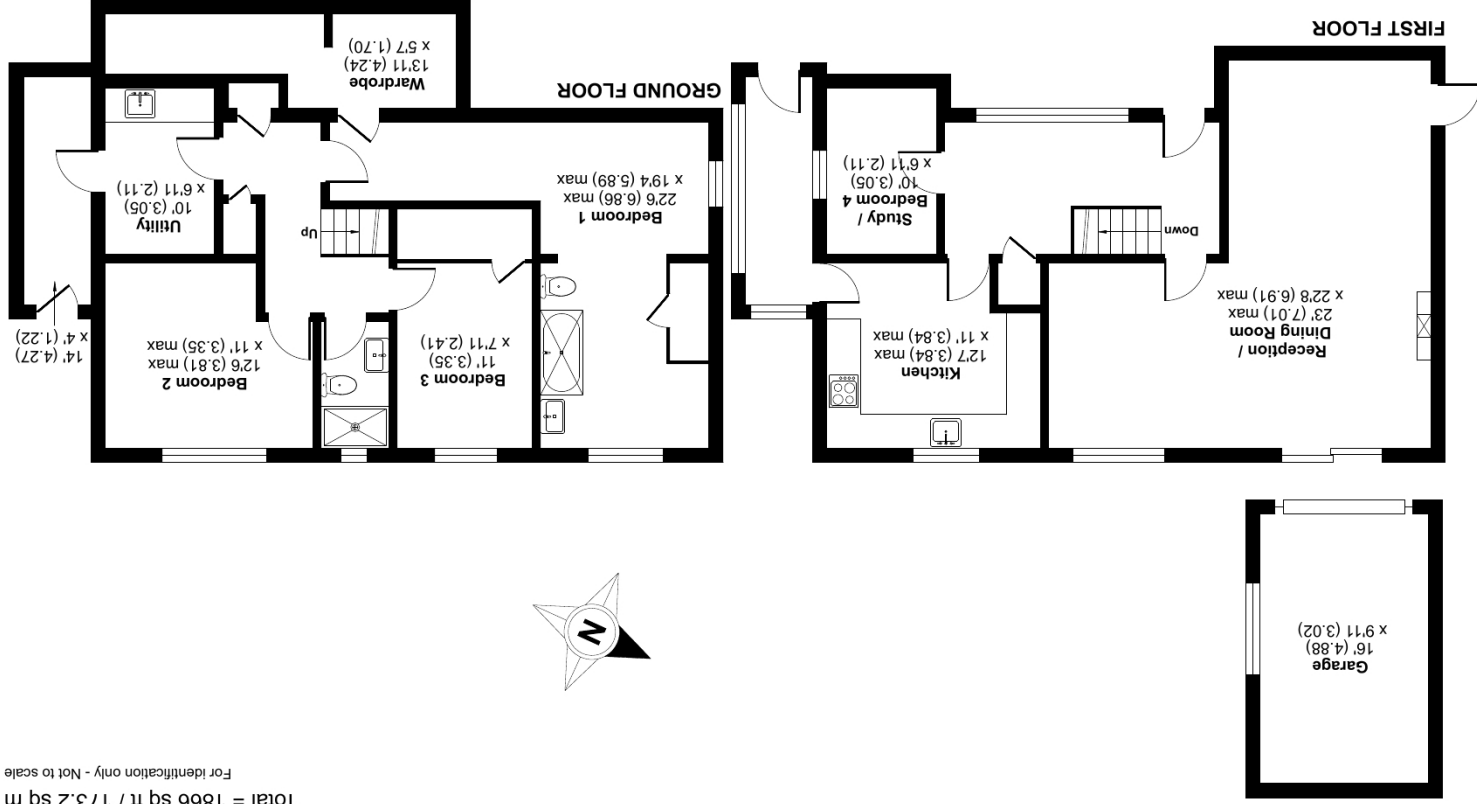 Total = 1866 sq ft / 173.2 sq m
For identification only - Not to scale
Garage
16' (4.88)
x 9'11 (3.02)
N
Reception /
Dining Room
23' (7.01) max
x 22'8 (6.91) max
Kitchen
12'7 (3.84) max
x 11' (3.84) max
Down
Study /
Bedroom 4
10' (3.05)
x 6'11 (2.11)
FIRST FLOOR
Bedroom 3
11' (3.35)
x 7'11 (2.41)
Bedroom 2
12'6 (3.81) max
x 11' (3.35) max
14' (4.27)
x 4' (1.22)
Up
Bedroom 1
22'6 (6.86) max
x 19'4 (5.89) max
Utility
10' (3.05)
x 6'11 (2.11)
Wardrobe
13'11 (4.24)
x 5'7 (1.70)
GROUND FLOOR